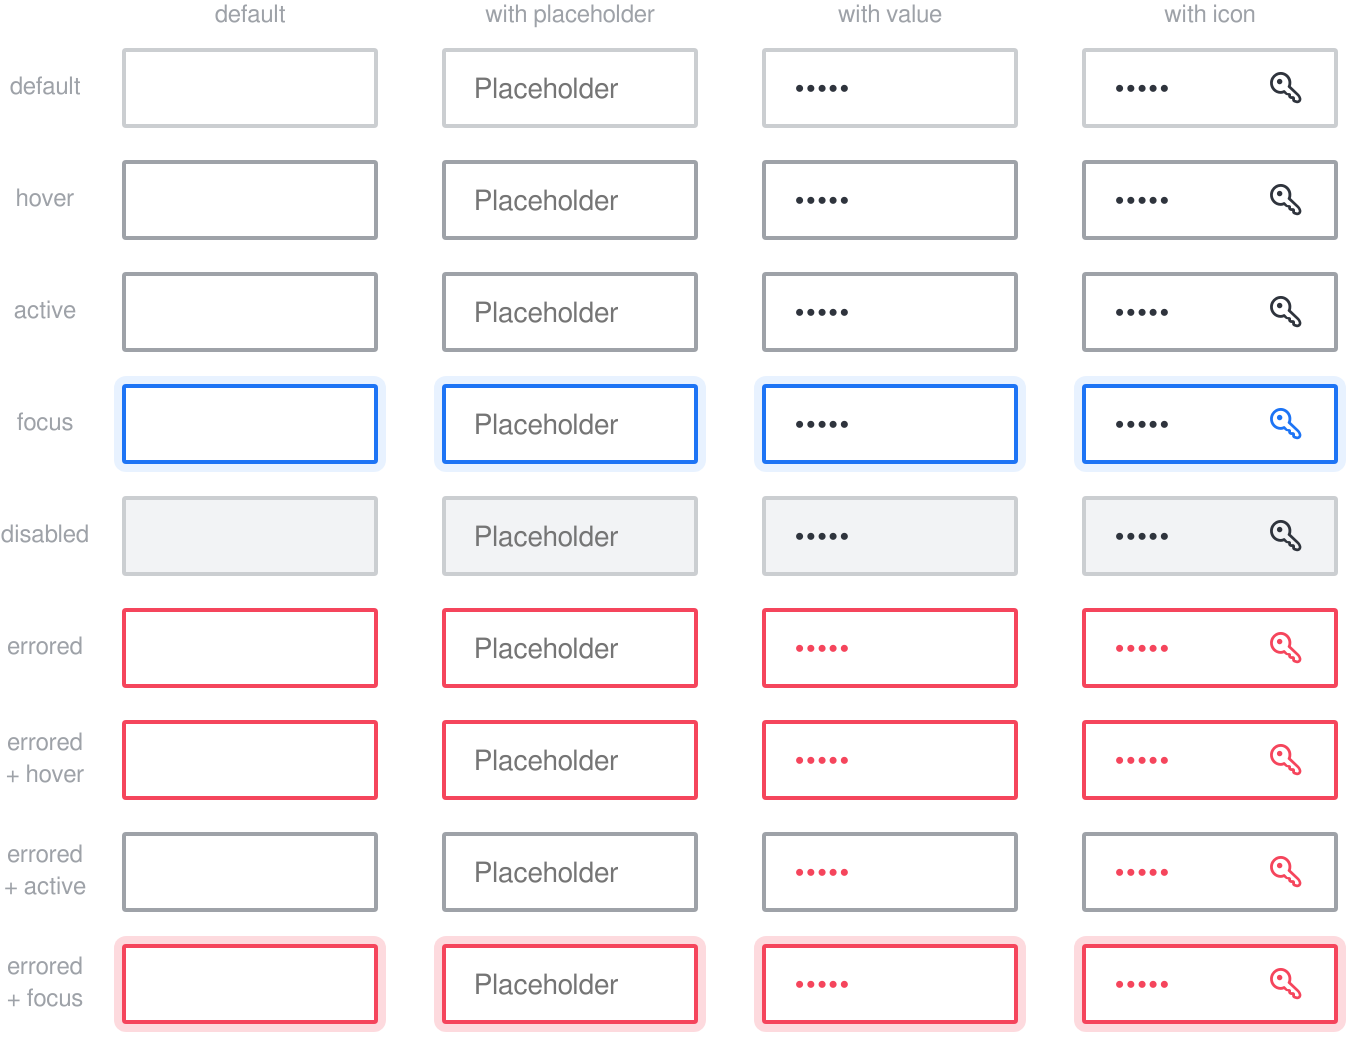 default with placeholder with value with icon
default Placeholder ••••• •••••
hover Placeholder ••••• •••••
active Placeholder ••••• •••••
focus Placeholder ••••• •••••
disabled Placeholder ••••• •••••
errored Placeholder ••••• •••••
errored
+ hover Placeholder ••••• •••••
errored
+ active Placeholder ••••• •••••
errored
+ focus Placeholder ••••• •••••